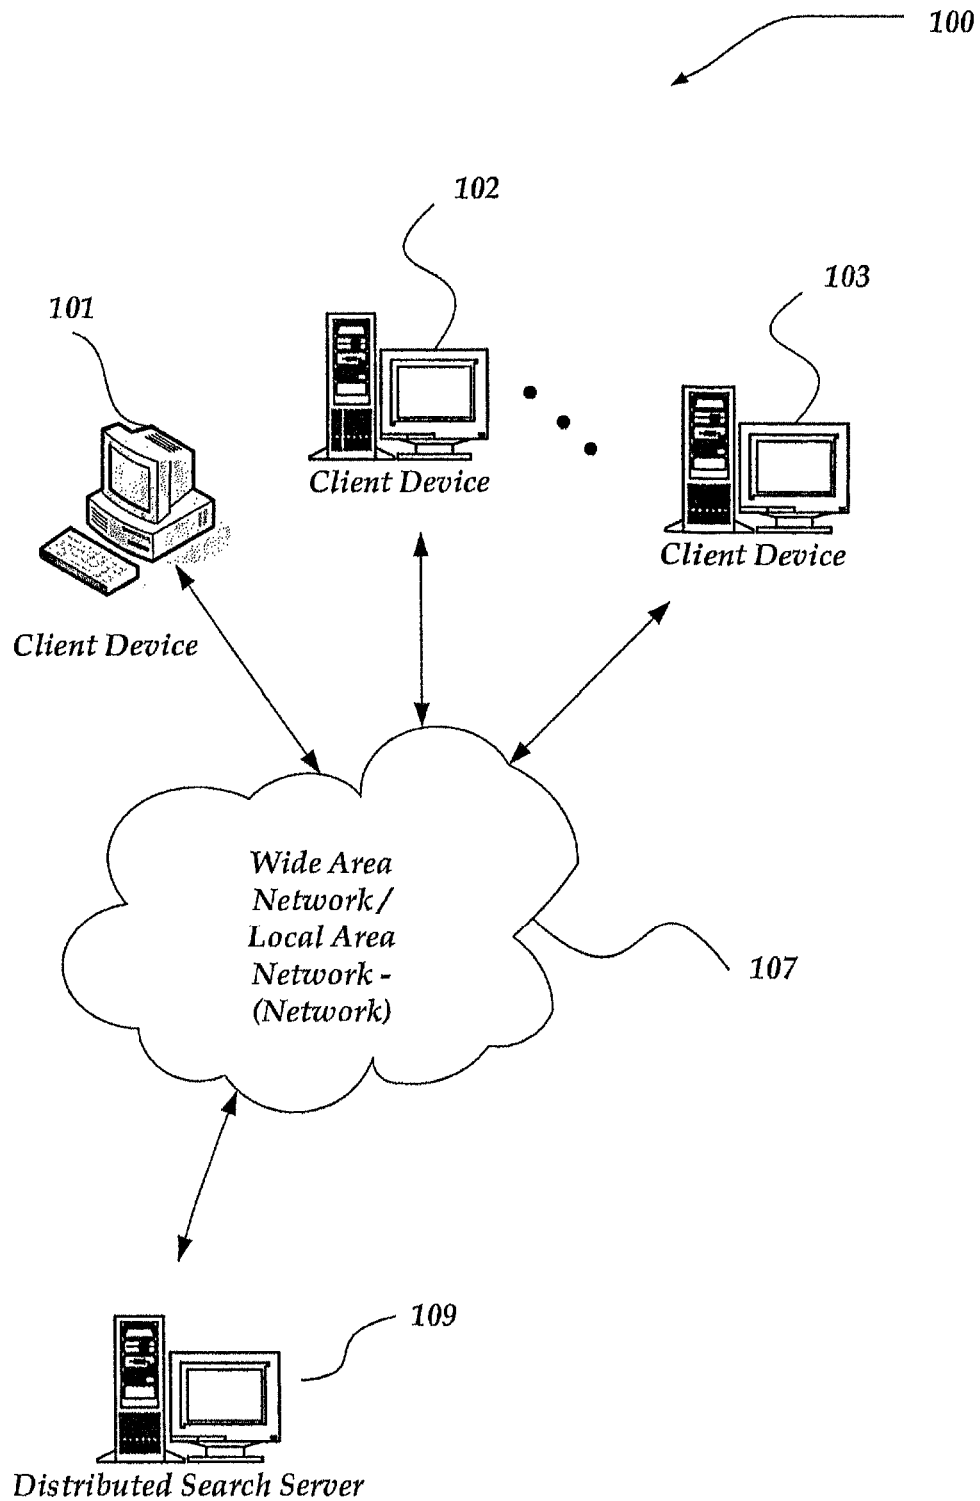 100
102
103
101
Client Device
Client Device
Client Device
Wide Area
Network/
Local Area
Network -
(Network)
107
109
Distributed Search Server